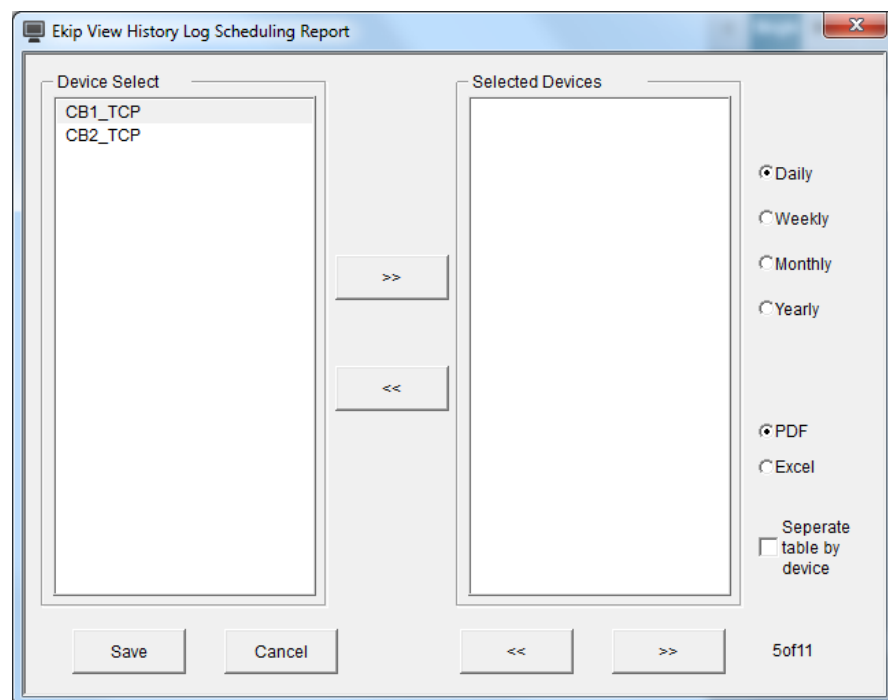 Ekip View History Log Scheduling Report
Device Select
CB1_TCP
CB2_TCP
>>
<<
Selected Devices
Daily
Weekly
Monthly
Yearly
PDF
Excel
Seperate
table by
device
Save
Cancel
<<
>>
5of11